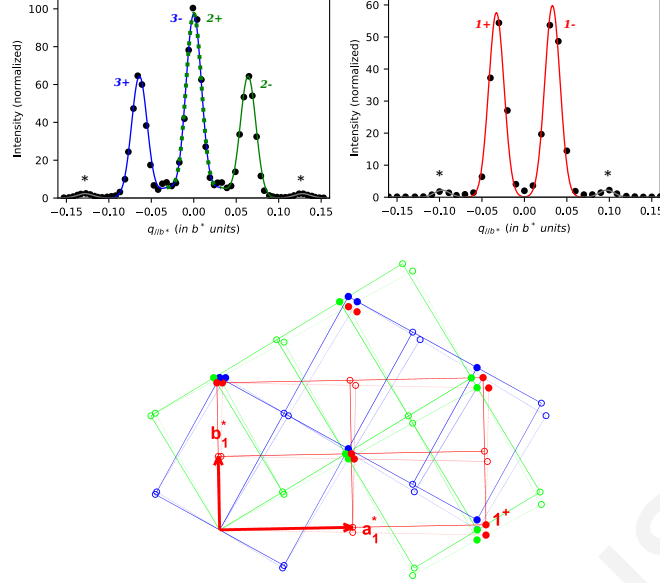 3- 2+
3+
2-
*
*
Intensity (normalized)
100
80
60
40
20
0
−0.15 −0.10 −0.05 0.00 0.05 0.10 0.15
q//b* (in b* units)
1+ 1-
*
*
Intensity (normalized)
60
50
40
30
20
10
0
−0.15 −0.10 −0.05 0.00 0.05 0.10 0.15
q//b* (in b* units)
b1*
a1*
1+